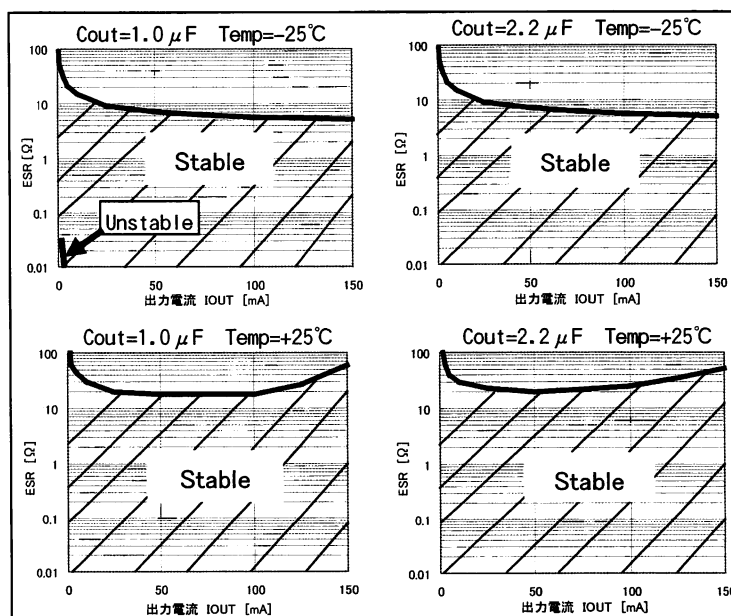 Cout=1.0μF Temp=-25℃
100
10
1
0.1
0.01
ESR [Ω]
Stable
Unstable
0 50 100 150
出力電流 IOUT [mA]
Cout=2.2μF Temp=-25℃
100
10
1
0.1
0.01
ESR [Ω]
Stable
0 50 100 150
出力電流 IOUT [mA]
Cout=1.0μF Temp=+25℃
100
10
1
0.1
0.01
ESR [Ω]
Stable
0 50 100 150
出力電流 IOUT [mA]
Cout=2.2μF Temp=+25℃
100
10
1
0.1
0.01
ESR [Ω]
Stable
0 50 100 150
出力電流 IOUT [mA]